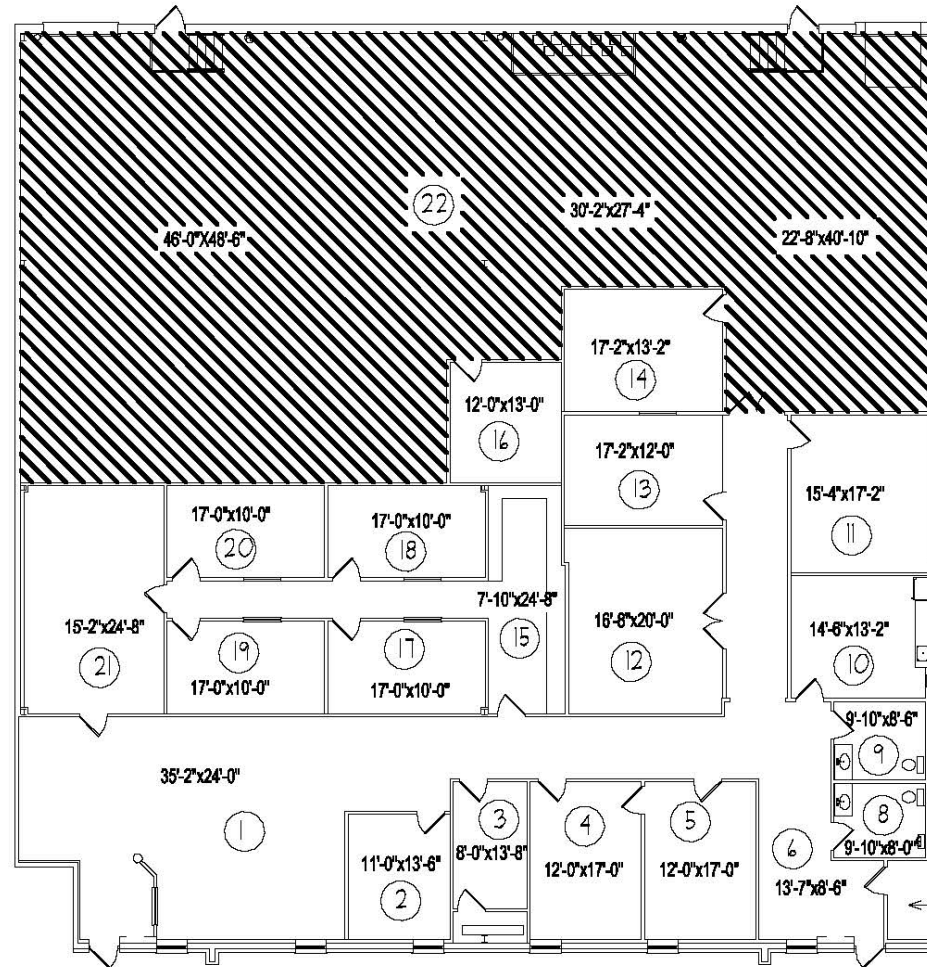 22
30'-2"x27'-4"
46'-0"X48'-6"
22'-8"x40'-10"
17'-2"x13'-2"
14
12'-0"x13'-0"
16
17'-2"x12'-0"
13
15'-4"x17'-2"
11
17'-0"x10'-0"
20
17'-0"x10'-0"
18
7'-10"x24'-8"
15
15'-2"x24'-8"
21
19
17'-0"x10'-0"
17
17'-0"x10'-0"
16'-8"x20'-0"
12
14'-6"x13'-2"
10
9'-10"x8'-6"
9
35'-2"x24'-0"
1
3
8'-0"x13'-8"
4
12'-0"x17'-0"
5
12'-0"x17'-0"
8
9'-10"x8'-0"
11'-0"x13'-6"
2
6
13'-7"x8'-6"